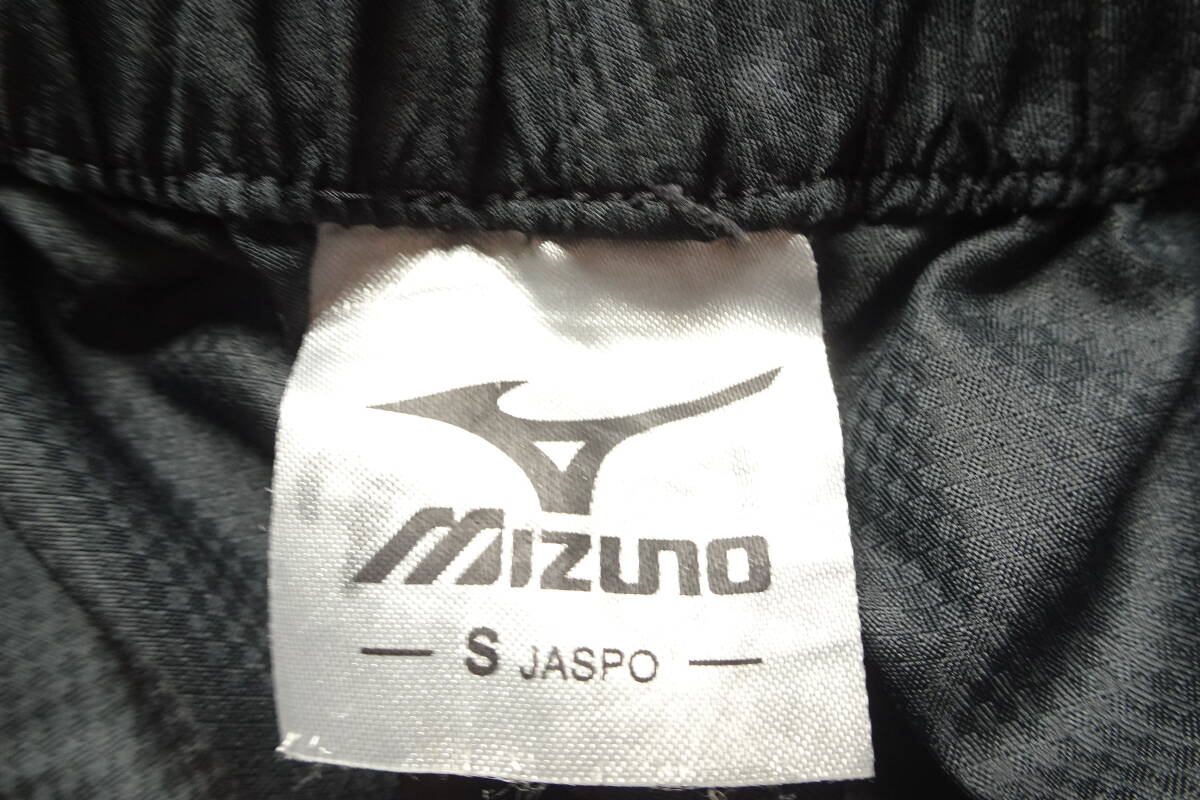 MIZUNO
— S JASPO —